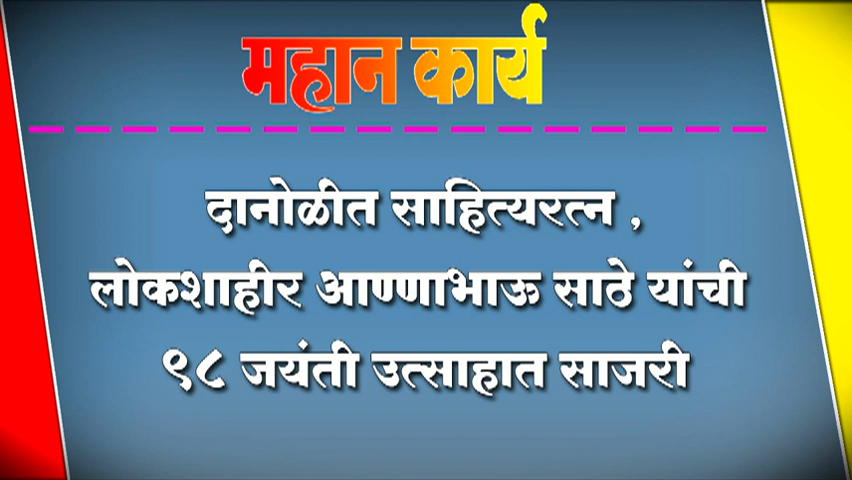 महान कार्य
दानोळीत साहित्यरत्न ,
लोकशाहीर आण्णाभाऊ साठे यांची
९८ जयंती उत्साहात साजरी